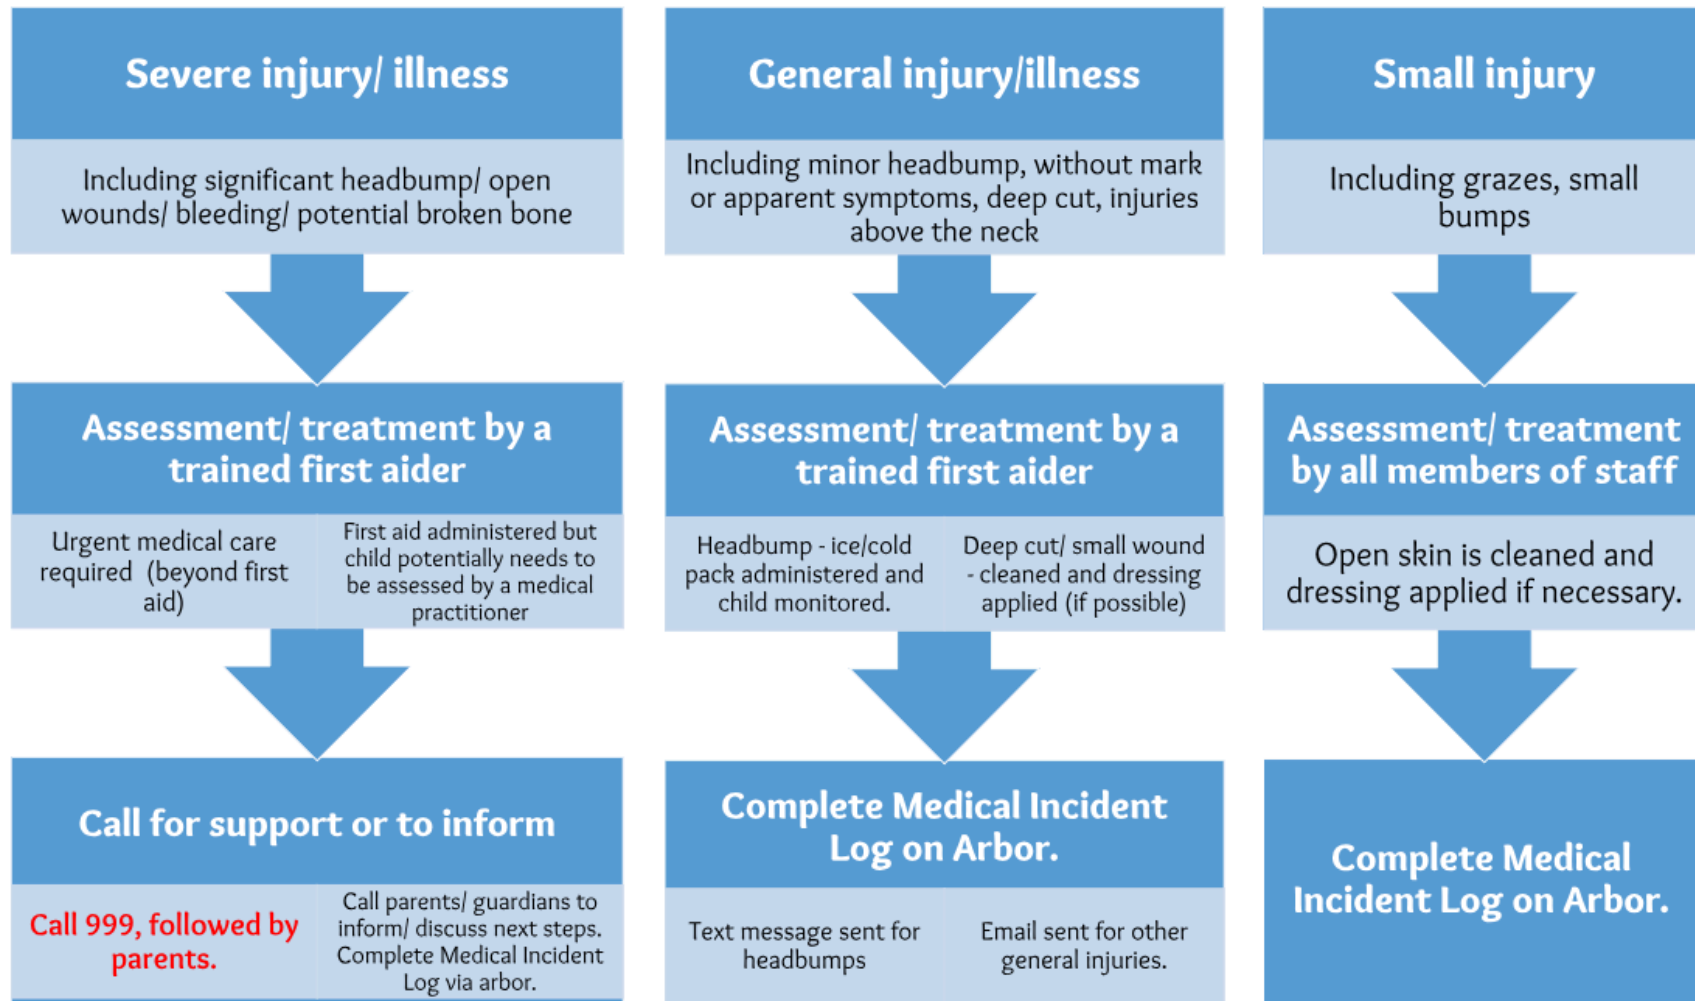 Severe injury/ illness
Including significant headbump/ open
wounds/ bleeding/ potential broken bone
Assessment/ treatment by a
trained first aider
Urgent medical care
required (beyond first
aid)
First aid administered but
child potentially needs to
be assessed by a medical
practitioner
Call for support or to inform
Call 999, followed by
parents.
Call parents/ guardians to
inform/ discuss next steps.
Complete Medical Incident
Log via arbor.
General injury/illness
Including minor headbump, without mark
or apparent symptoms, deep cut, injuries
above the neck
Assessment/ treatment by a
trained first aider
Headbump - ice/cold
pack administered and
child monitored.
Deep cut/ small wound
- cleaned and dressing
applied (if possible)
Complete Medical Incident
Log on Arbor.
Text message sent for
headbumps
Email sent for other
general injuries.
Small injury
Including grazes, small
bumps
Assessment/ treatment
by all members of staff
Open skin is cleaned and
dressing applied if necessary.
Complete Medical
Incident Log on Arbor.